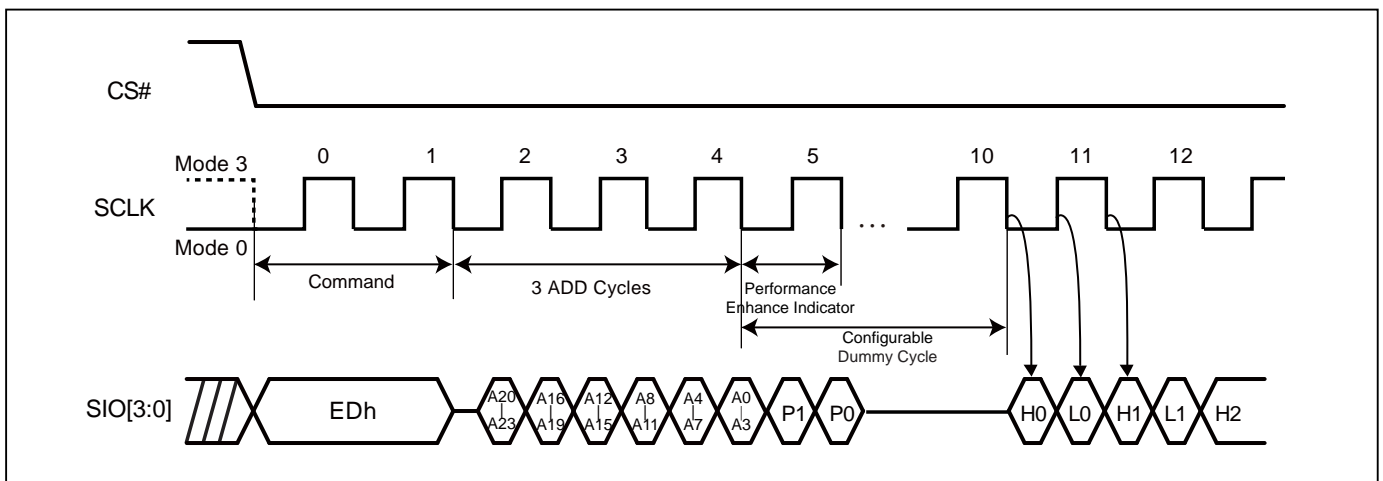 CS#
Mode 3
0 1 2 3 4 5 10 11 12
SCLK
...
Mode 0
Command
3 ADD Cycles
Performance
Enhance Indicator
Configurable
Dummy Cycle
SIO[3:0]
EDh
A20 | A23
A16 | A19
A12 | A15
A8 | A11
A4 | A7
A0 | A3
P1
P0
H0
L0
H1
L1
H2